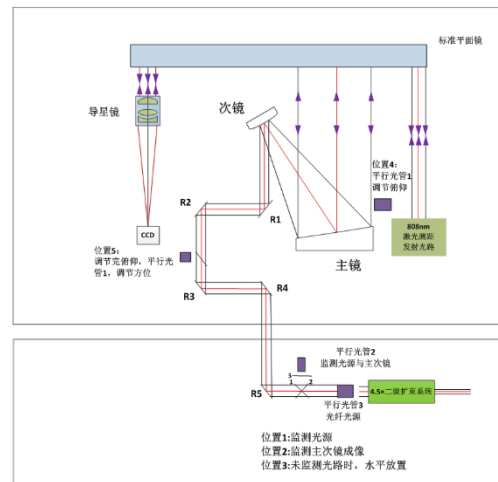 标准平面镜
导星镜
次镜
位置4:
平行光管1
调节俯仰
R2
R1
CCD
808nm
激光测距
发射光路
主镜
位置5:
调节完俯仰，平行光
管1，调节方位
R3
R4
平行光管2
监测光源与主次镜
3
1
2
R5
4.5×二级扩束系统
平行光管3
光纤光源
位置1:监测光源
位置2:监测主次镜成像
位置3:未监测光路时，水平放置